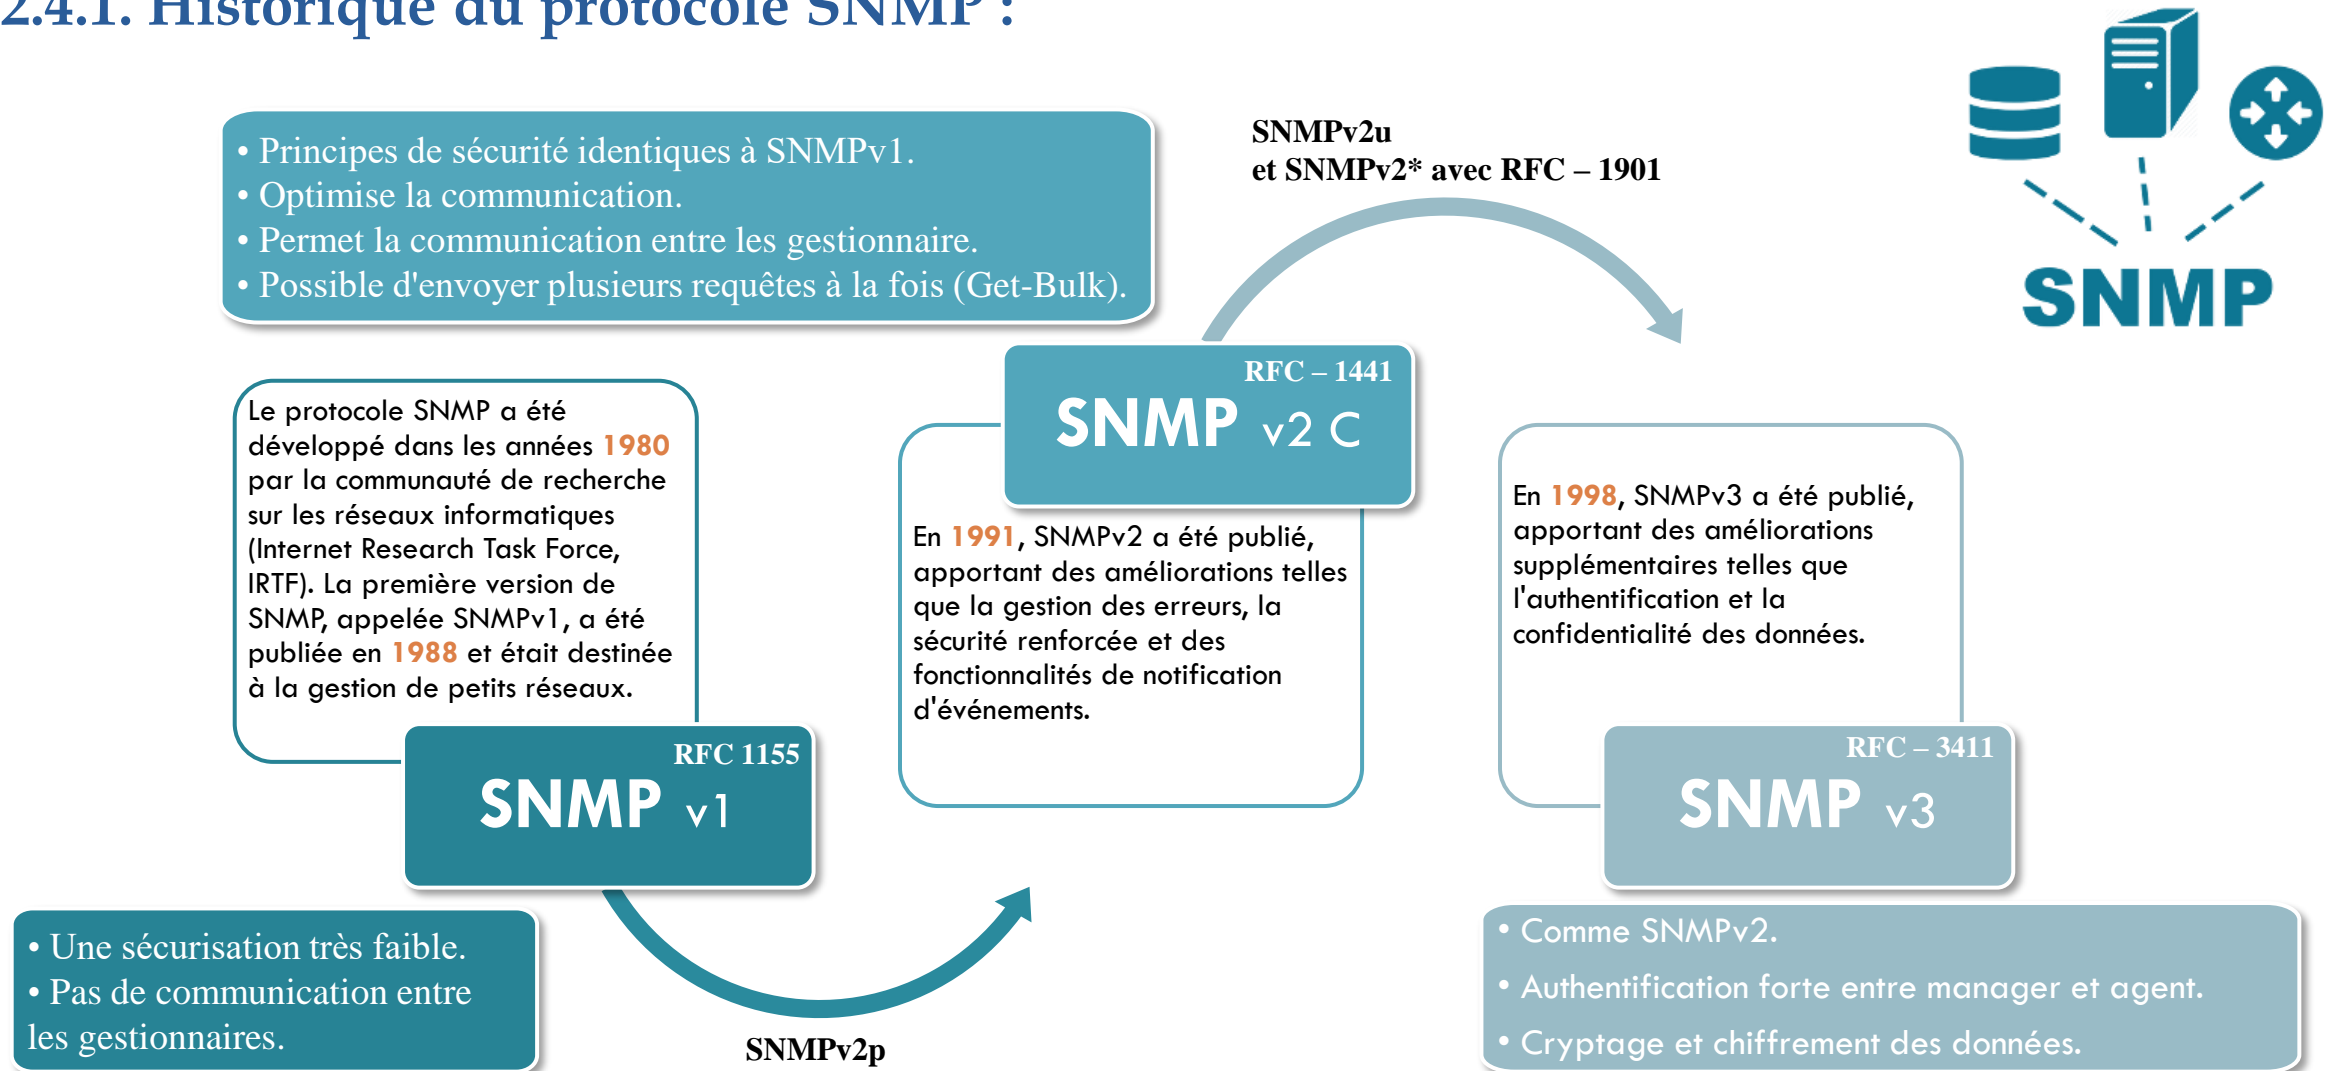 2.4.1. Historique du protocole SNMP :
• Principes de sécurité identiques à SNMPv1.
• Optimise la communication.
• Permet la communication entre les gestionnaire.
• Possible d'envoyer plusieurs requêtes à la fois (Get-Bulk).
SNMPv2u
et SNMPv2* avec RFC – 1901
SNMP
Le protocole SNMP a été
développé dans les années 1980
par la communauté de recherche
sur les réseaux informatiques
(Internet Research Task Force,
IRTF). La première version de
SNMP, appelée SNMPv1, a été
publiée en 1988 et était destinée
à la gestion de petits réseaux.
RFC 1155
SNMP v1
• Une sécurisation très faible.
• Pas de communication entre
les gestionnaires.
SNMPv2p
RFC – 1441
SNMP v2 C
En 1991, SNMPv2 a été publié,
apportant des améliorations telles
que la gestion des erreurs, la
sécurité renforcée et des
fonctionnalités de notification
d'événements.
En 1998, SNMPv3 a été publié,
apportant des améliorations
supplémentaires telles que
l'authentification et la
confidentialité des données.
RFC – 3411
SNMP v3
• Comme SNMPv2.
• Authentification forte entre manager et agent.
• Cryptage et chiffrement des données.